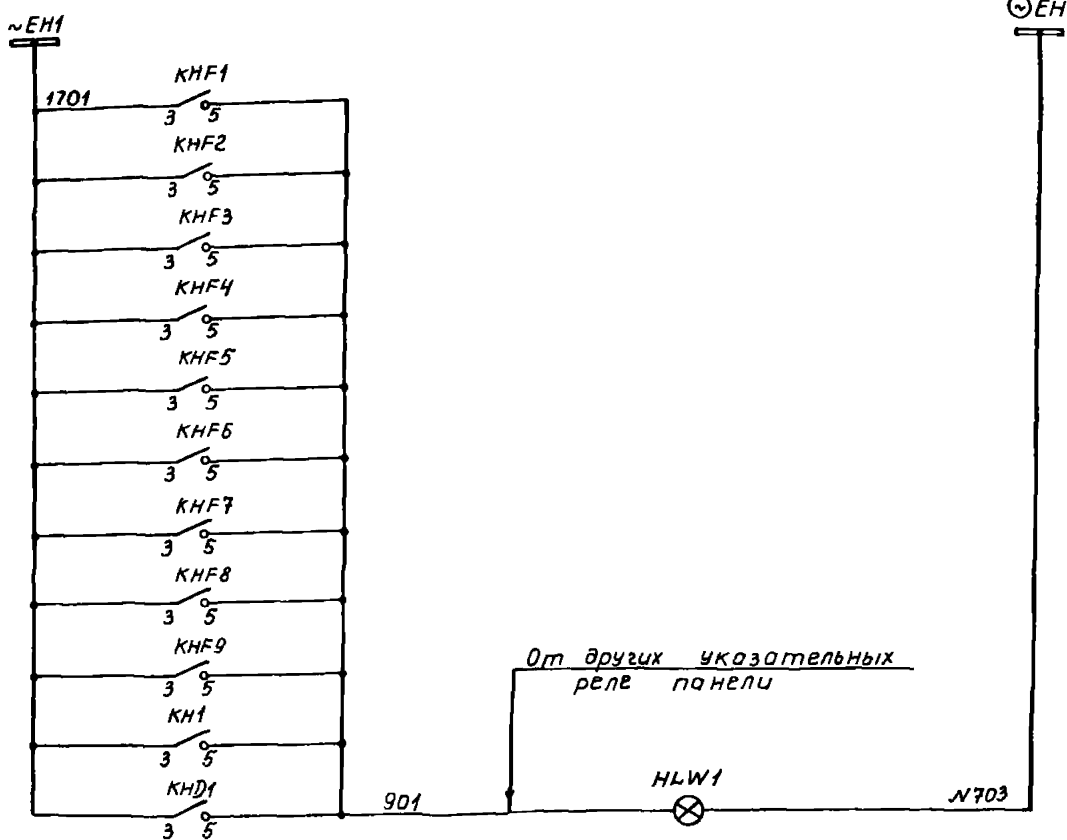 ~EH1
⊙EH
1701
KHF1
3 5
KHF2
3 5
KHF3
3 5
KHF4
3 5
KHF5
3 5
KHF6
3 5
KHF7
3 5
KHF8
3 5
KHF9
3 5
KH1
3 5
KHD1
3 5
901
От других указательных
реле панели
HLW1
N703